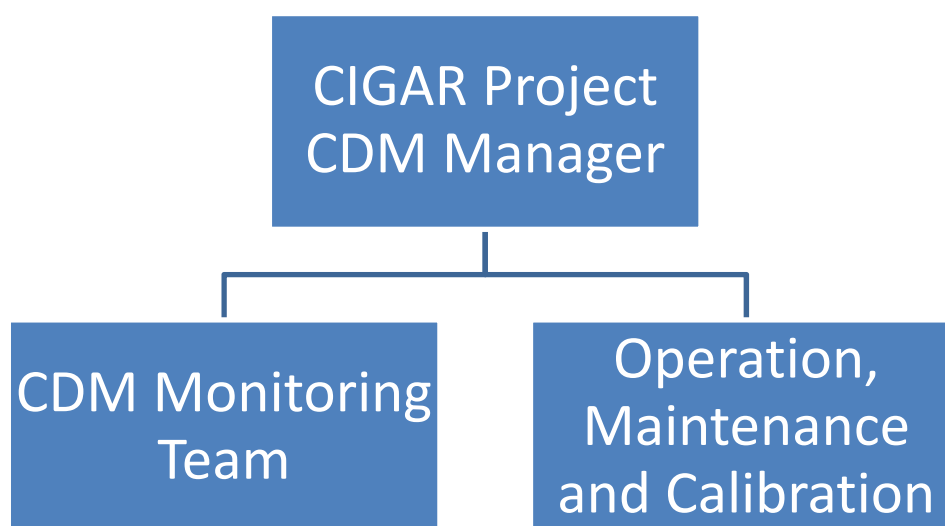 CIGAR Project
CDM Manager
CDM Monitoring
Team
Operation,
Maintenance
and Calibration